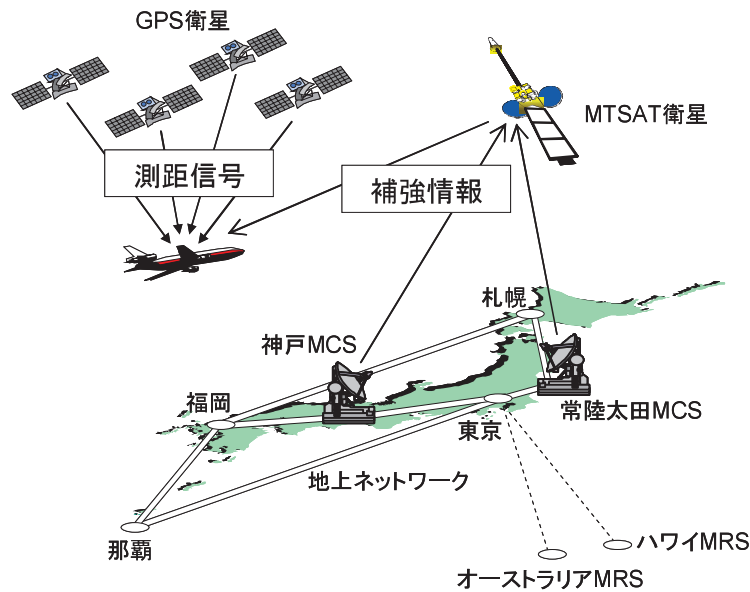 GPS衛星
MTSAT衛星
測距信号
補強情報
札幌
神戸MCS
福岡
常陸太田MCS
東京
地上ネットワーク
那覇
ハワイMRS
オーストラリアMRS